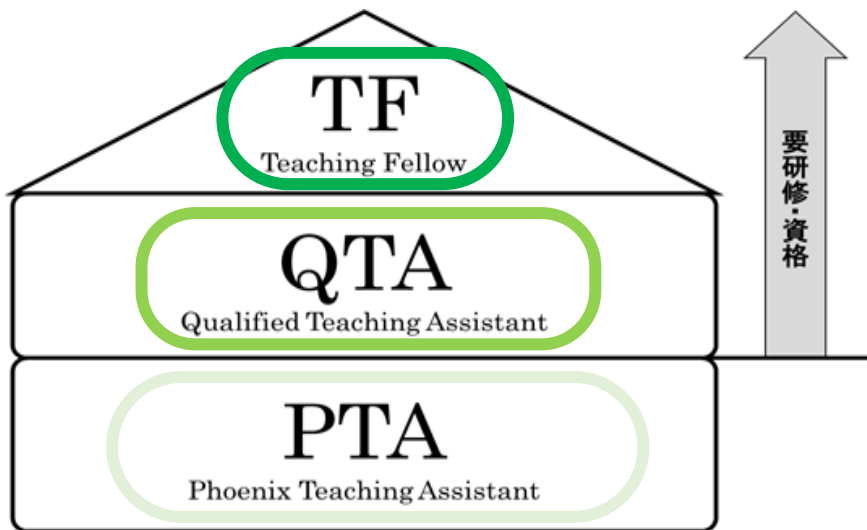 TF
Teaching Fellow
QTA
Qualified Teaching Assistant
PTA
Phoenix Teaching Assistant
要研修・資格